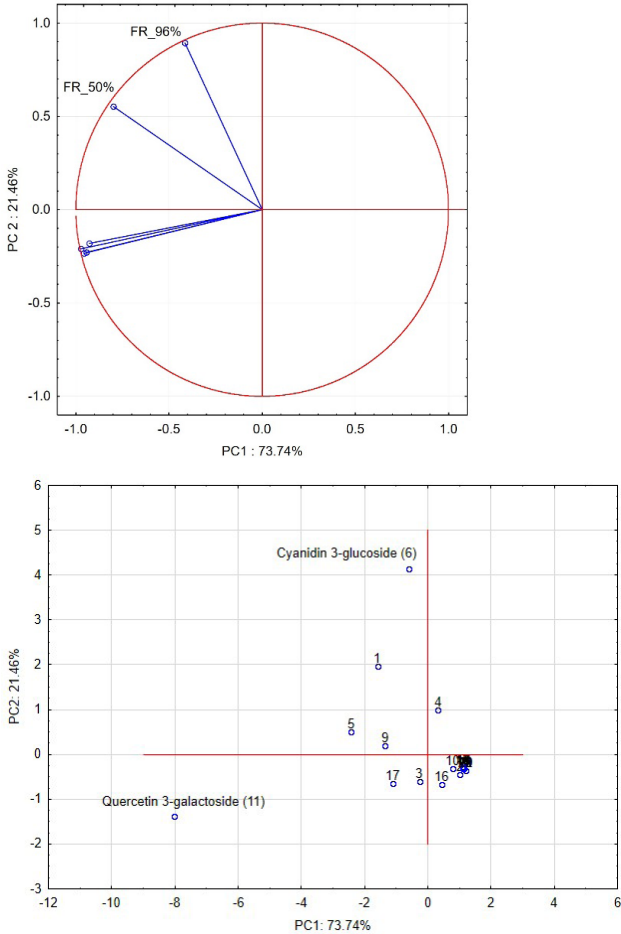 1.0
FR_96%
FR_50%
0.5
PC 2 : 21.46%
0.0
-0.5
-1.0
-1.0 -0.5 0.0 0.5 1.0
PC1 : 73.74%
6
5
Cyanidin 3-glucoside (6)
4
3
2
1
4
1
5
9
0
10
17 3 16
-1
Quercetin 3-galactoside (11)
-2
-3
PC2: 21.46%
-12 -10 -8 -6 -4 -2 0 2 4 6
PC1: 73.74%